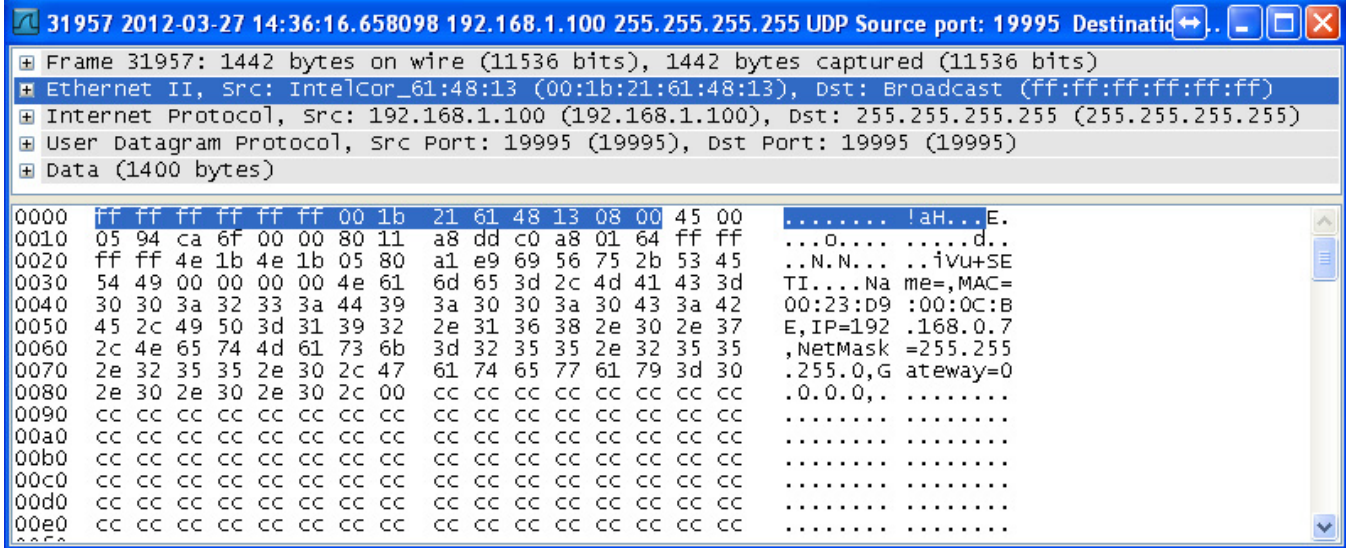 31957 2012-03-27 14:36:16.658098 192.168.1.100 255.255.255.255 UDP Source port: 19995 Destinatic
Frame 31957: 1442 bytes on wire (11536 bits), 1442 bytes captured (11536 bits)
Ethernet II, Src: IntelCor_61:48:13 (00:1b:21:61:48:13), Dst: Broadcast (ff:ff:ff:ff:ff:ff)
Internet Protocol, Src: 192.168.1.100 (192.168.1.100), Dst: 255.255.255.255 (255.255.255.255)
User Datagram Protocol, Src Port: 19995 (19995), Dst Port: 19995 (19995)
Data (1400 bytes)
0000 ff ff ff ff ff ff 00 1b 21 61 48 13 08 00 45 00 ........ !aH...E.
0010 05 94 ca 6f 00 00 80 11 a8 dd c0 a8 01 64 ff ff ...o.... .....d..
0020 ff ff 4e 1b 4e 1b 05 80 a1 e9 69 56 75 2b 53 45 ..N.N... ..iVu+SE
0030 54 49 00 00 00 00 4e 61 6d 65 3d 2c 4d 41 43 3d TI....Na me=,MAC=
0040 30 30 3a 32 33 3a 44 39 3a 30 30 3a 30 43 3a 42 00:23:D9 :00:0C:B
0050 45 2c 49 50 3d 31 39 32 2e 31 36 38 2e 30 2e 37 E,IP=192 .168.0.7
0060 2c 4e 65 74 4d 61 73 6b 3d 32 35 35 2e 32 35 35 ,NetMask =255.255
0070 2e 32 35 35 2e 30 2c 47 61 74 65 77 61 79 3d 30 .255.0,G ateway=0
0080 2e 30 2e 30 2e 30 2c 00 cc cc cc cc cc cc cc cc .0.0.0,. ........
0090 cc cc cc cc cc cc cc cc cc cc cc cc cc cc cc cc ........ ........
00a0 cc cc cc cc cc cc cc cc cc cc cc cc cc cc cc cc ........ ........
00b0 cc cc cc cc cc cc cc cc cc cc cc cc cc cc cc cc ........ ........
00c0 cc cc cc cc cc cc cc cc cc cc cc cc cc cc cc cc ........ ........
00d0 cc cc cc cc cc cc cc cc cc cc cc cc cc cc cc cc ........ ........
00e0 cc cc cc cc cc cc cc cc cc cc cc cc cc cc cc cc ........ ........